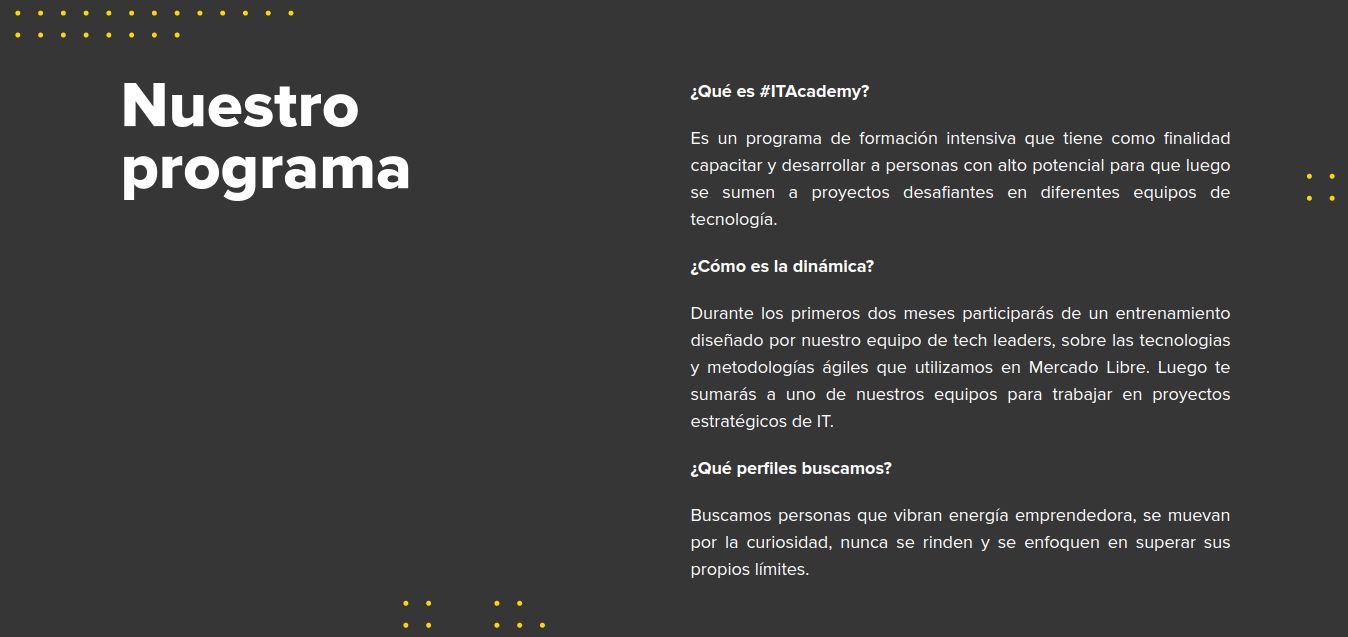 Nuestro
programa
¿Qué es #ITAcademy?
Es un programa de formación intensiva que tiene como finalidad
capacitar y desarrollar a personas con alto potencial para que luego
se sumen a proyectos desafiantes en diferentes equipos de
tecnología.
¿Cómo es la dinámica?
Durante los primeros dos meses participarás de un entrenamiento
diseñado por nuestro equipo de tech leaders, sobre las tecnologias
y metodologías ágiles que utilizamos en Mercado Libre. Luego te
sumarás a uno de nuestros equipos para trabajar en proyectos
estratégicos de IT.
¿Qué perfiles buscamos?
Buscamos personas que vibran energía emprendedora, se muevan
por la curiosidad, nunca se rinden y se enfoquen en superar sus
propios límites.